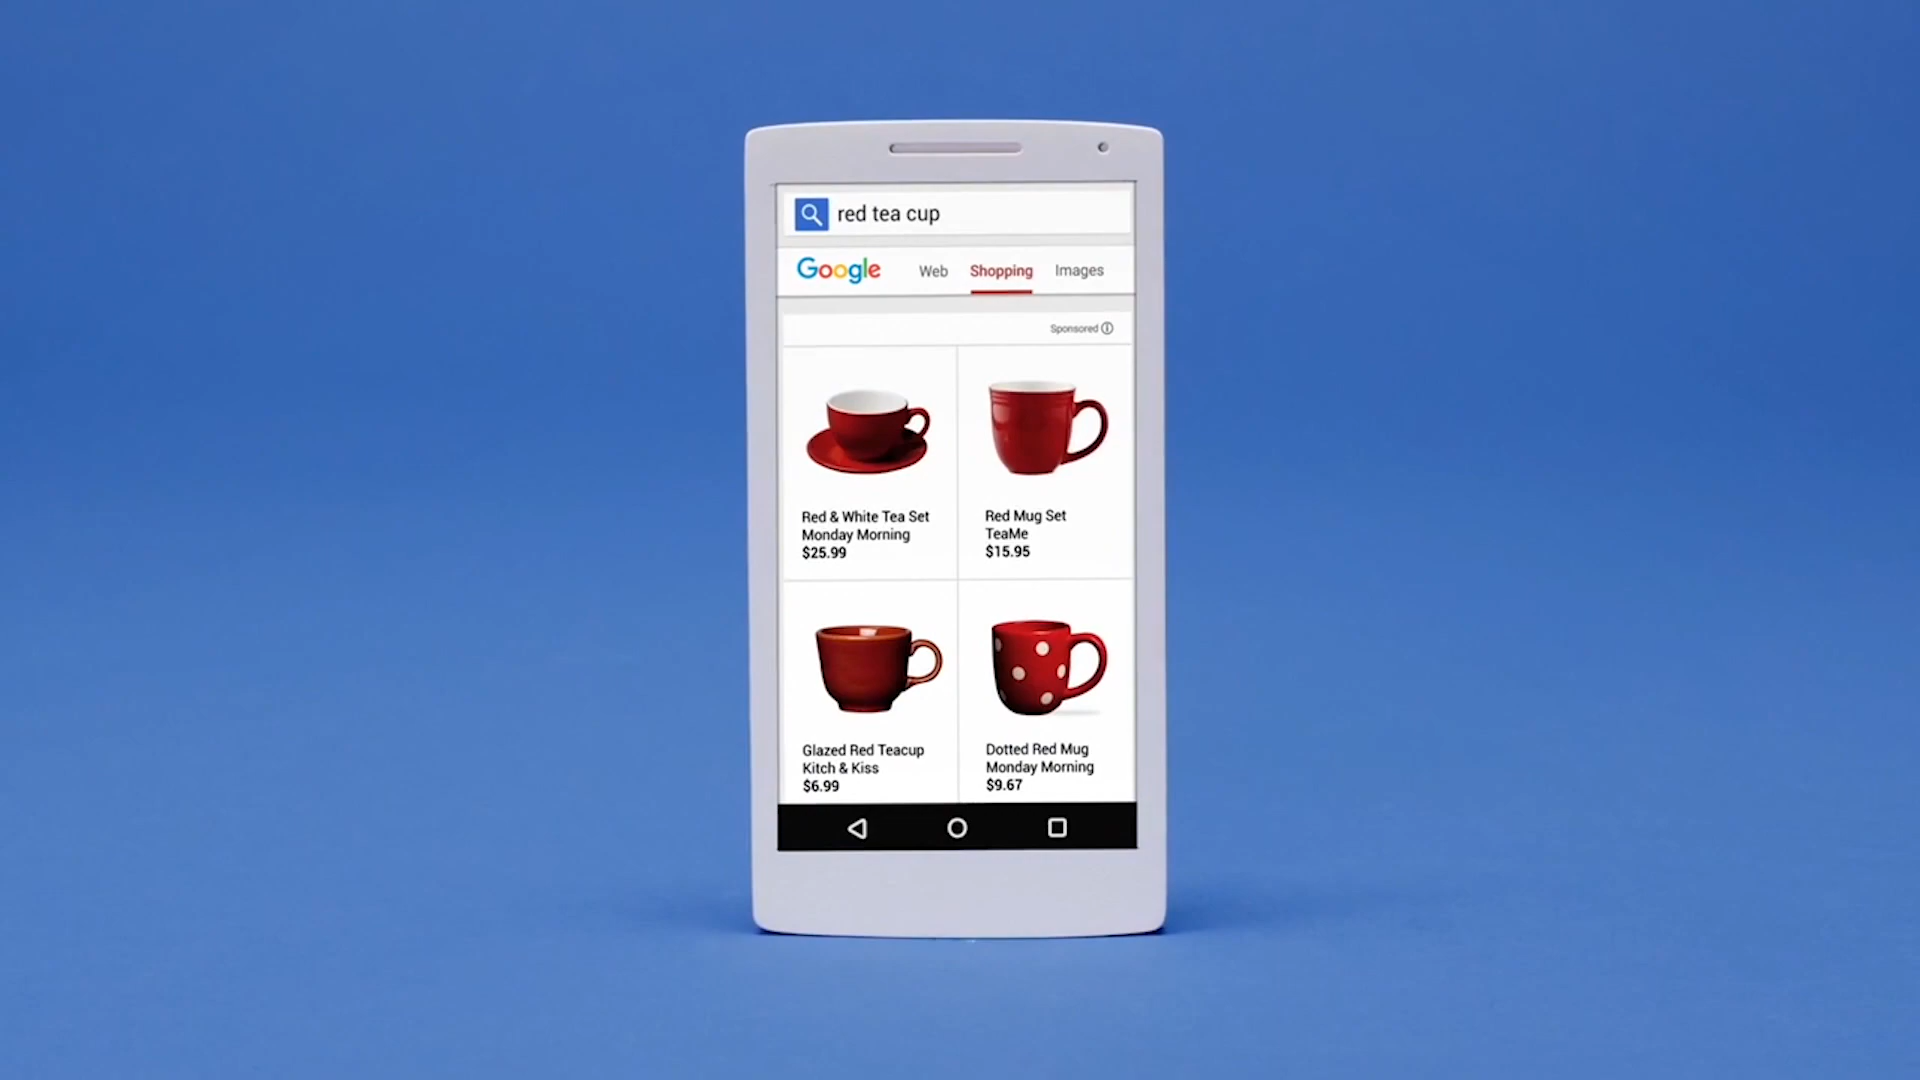 red tea cup
Google Web Shopping Images
Sponsored
Red & White Tea Set
Monday Morning
$25.99
Red Mug Set
TeaMe
$15.95
Glazed Red Teacup
Kitch & Kiss
$6.99
Dotted Red Mug
Monday Morning
$9.67